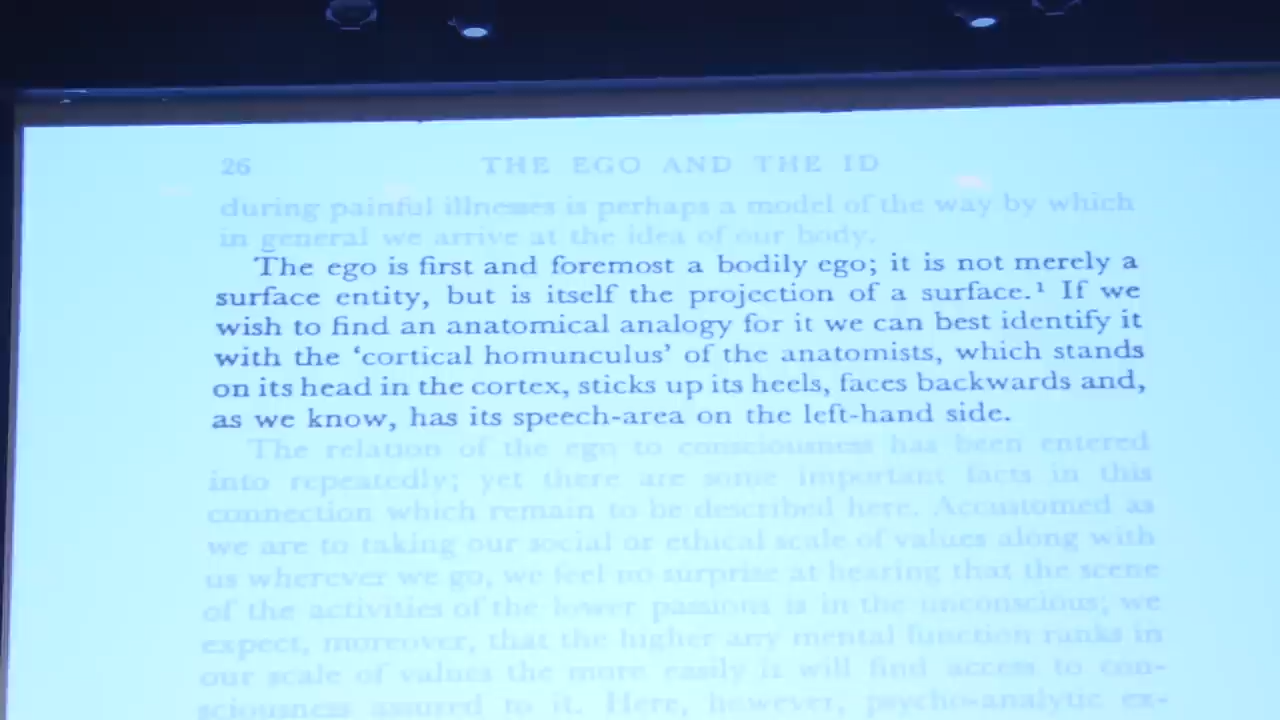 26 THE EGO AND THE ID
during painful illnesses is perhaps a model of the way by which
in general we arrive at the idea of our body.
The ego is first and foremost a bodily ego; it is not merely a
surface entity, but is itself the projection of a surface.¹ If we
wish to find an anatomical analogy for it we can best identify it
with the ‘cortical homunculus’ of the anatomists, which stands
on its head in the cortex, sticks up its heels, faces backwards and,
as we know, has its speech-area on the left-hand side.
The relation of the ego to consciousness has been entered
into repeatedly; yet there are some important facts in this
connection which remain to be described here. Accustomed as
we are to taking our social or ethical scale of values along with
us wherever we go, we feel no surprise at hearing that the scene
of the activities of the lower passions is in the unconscious; we
expect, moreover, that the higher any mental function ranks in
our scale of values the more easily it will find access to con-
sciousness assured to it. Here, however, psycho-analytic ex-